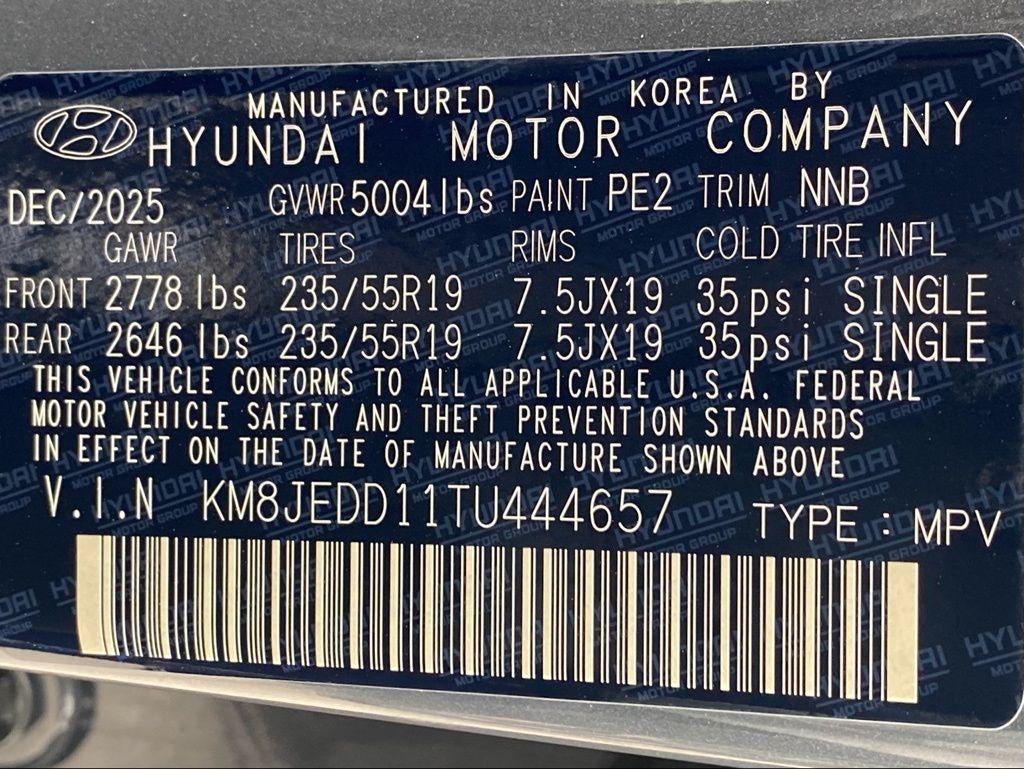 MANUFACTURED IN KOREA BY
HYUNDAI MOTOR COMPANY
DEC/2025 GVWR 5004lbs PAINT PE2 TRIM NNB
GAWR TIRES RIMS COLD TIRE INFL
FRONT 2778 lbs 235/55R19 7.5JX19 35psi SINGLE
REAR 2646 lbs 235/55R19 7.5JX19 35psi SINGLE
THIS VEHICLE CONFORMS TO ALL APPLICABLE U.S.A. FEDERAL
MOTOR VEHICLE SAFETY AND THEFT PREVENTION STANDARDS
IN EFFECT ON THE DATE OF MANUFACTURE SHOWN ABOVE
V.I.N KM8JEDD11TU444657 TYPE : MPV